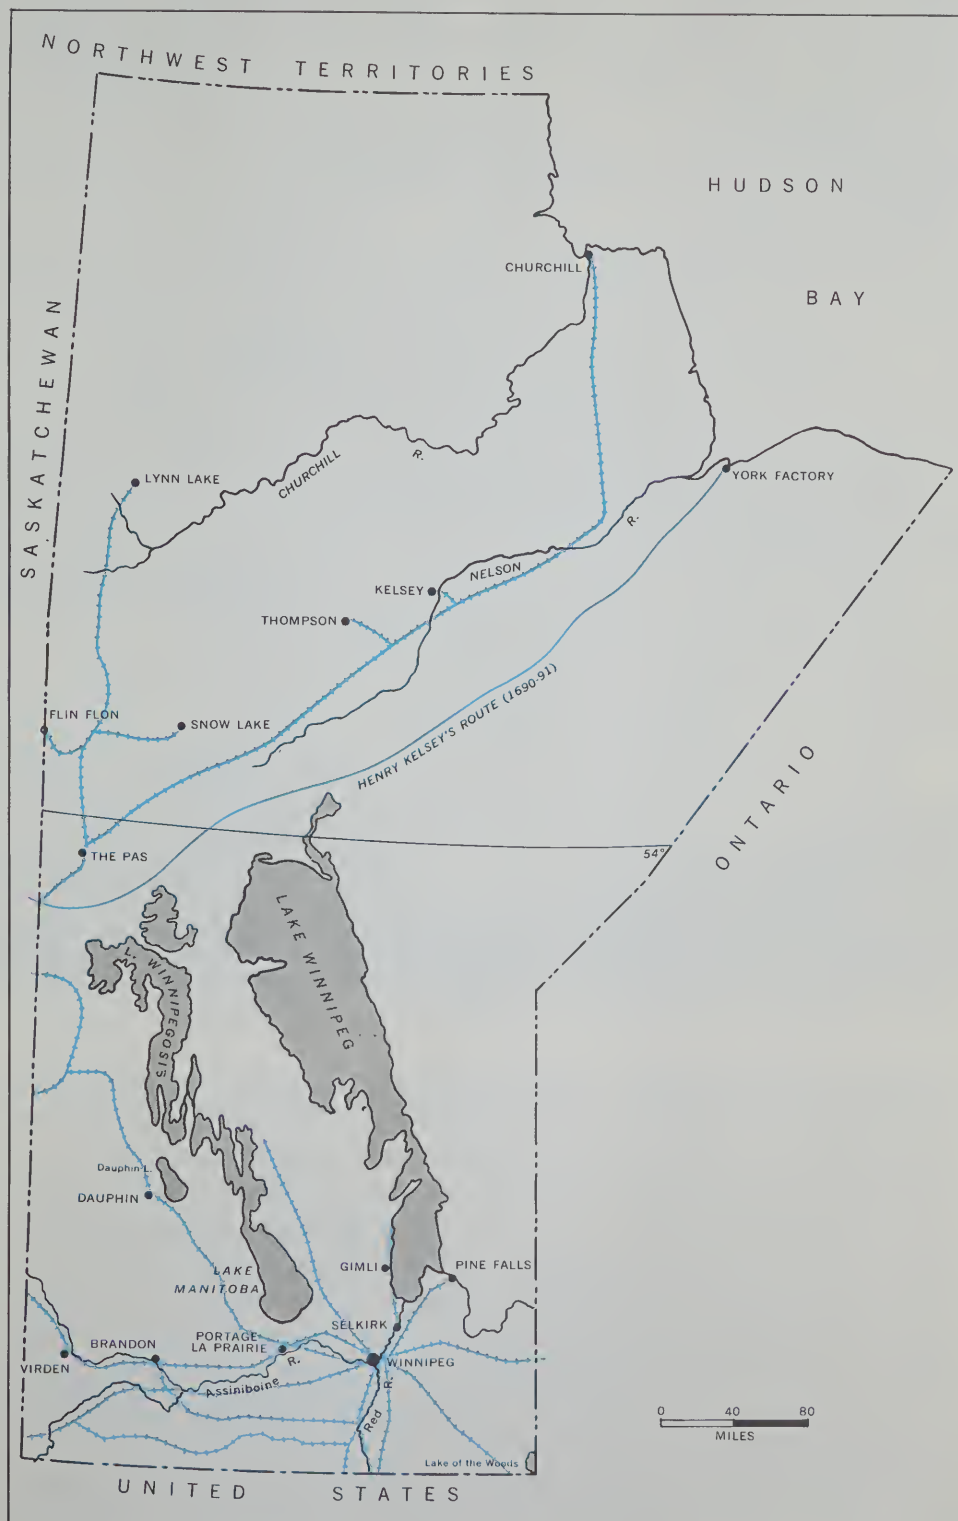 NORTHWEST TERRITORIES
HUDSON
BAY
CHURCHILL
SASKATCHEWAN
LYNN LAKE
CHURCHILL R.
YORK FACTORY
NELSON R.
KELSEY
THOMPSON
HENRY KELSEY'S ROUTE (1690-91)
FLIN FLON
SNOW LAKE
ONTARIO
THE PAS
54°
LAKE WINNIPEG
L. WINNIPEGOSIS
Dauphin L.
DAUPHIN
LAKE
MANITOBA
GIMLI
PINE FALLS
SELKIRK
PORTAGE
LA PRAIRIE
BRANDON
VIRDEN
WINNIPEG
Assiniboine R.
Red R.
0 40 80
MILES
Lake of the Woods
UNITED STATES